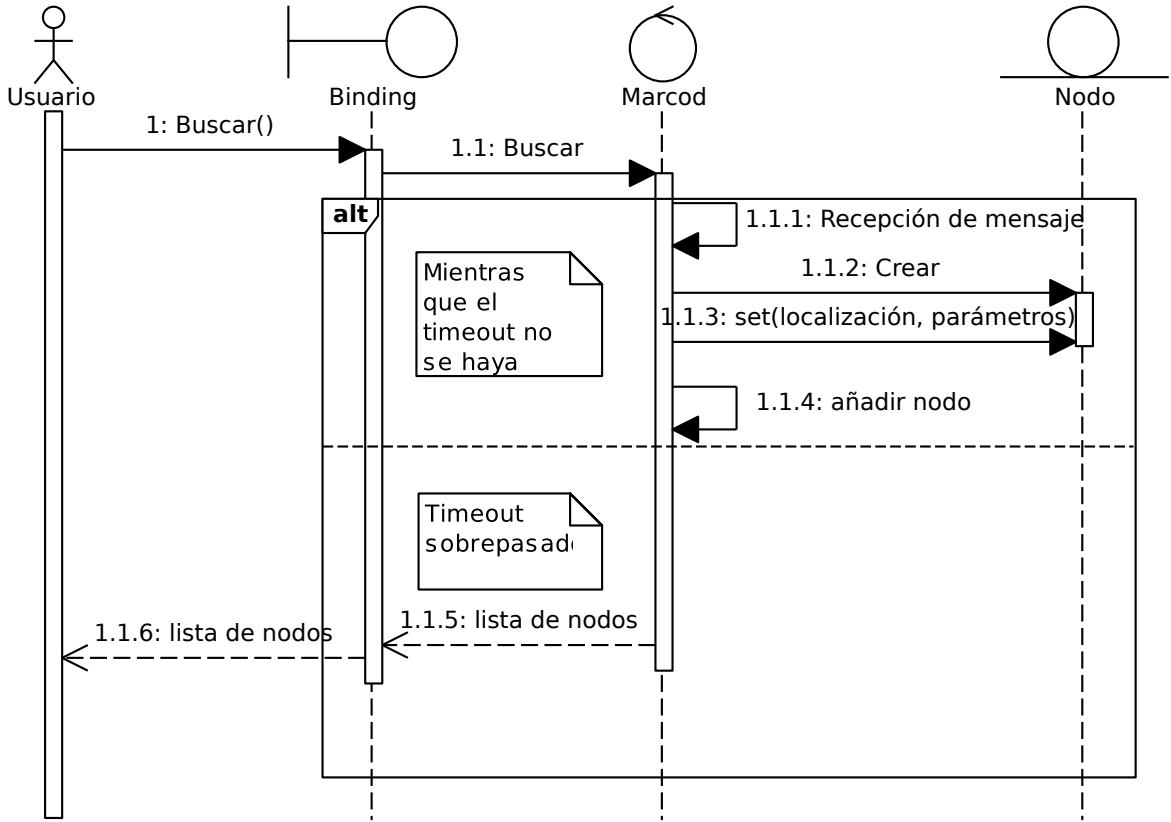 Usuario
Binding
Marcod
Nodo
1: Buscar()
1.1: Buscar
alt
1.1.1: Recepción de mensaje
Mientras
que el
timeout no
se haya
1.1.2: Crear
1.1.3: set(localización, parámetros)
1.1.4: añadir nodo
Timeout
1.1.5: lista de nodos
1.1.6: lista de nodos